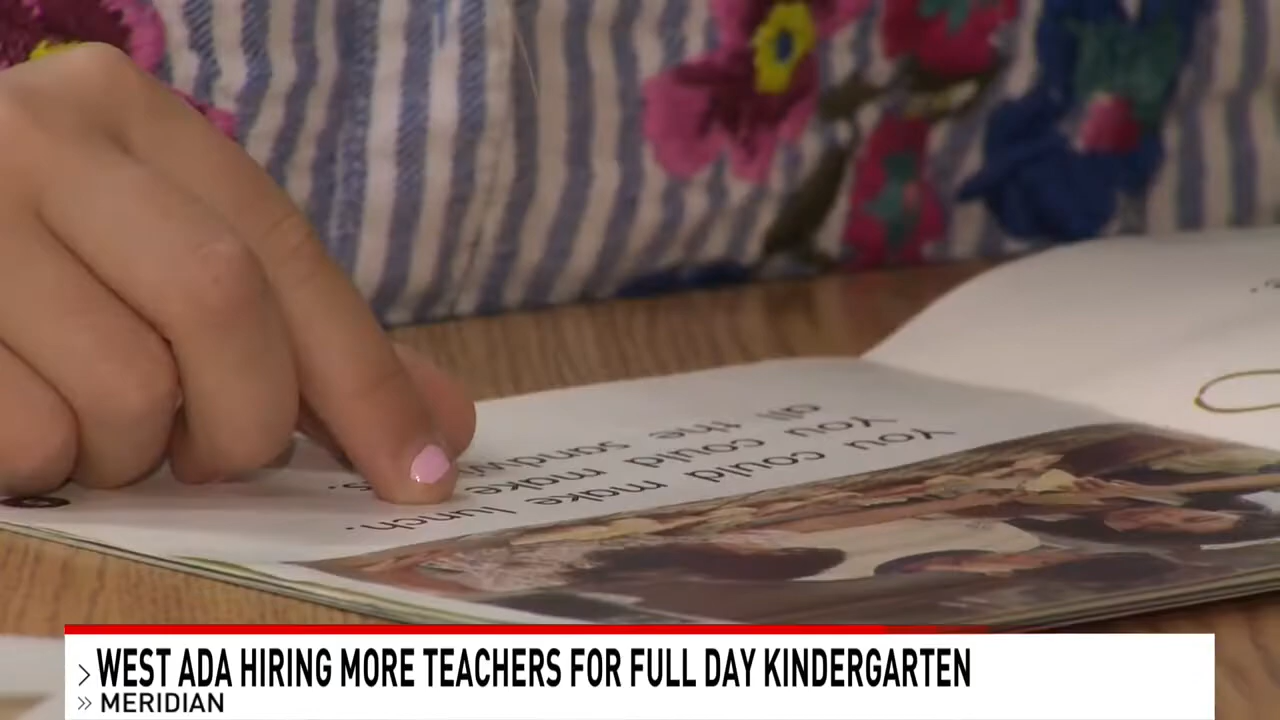 You could make lunch.
You could make
all the
WEST ADA HIRING MORE TEACHERS FOR FULL DAY KINDERGARTEN
MERIDIAN